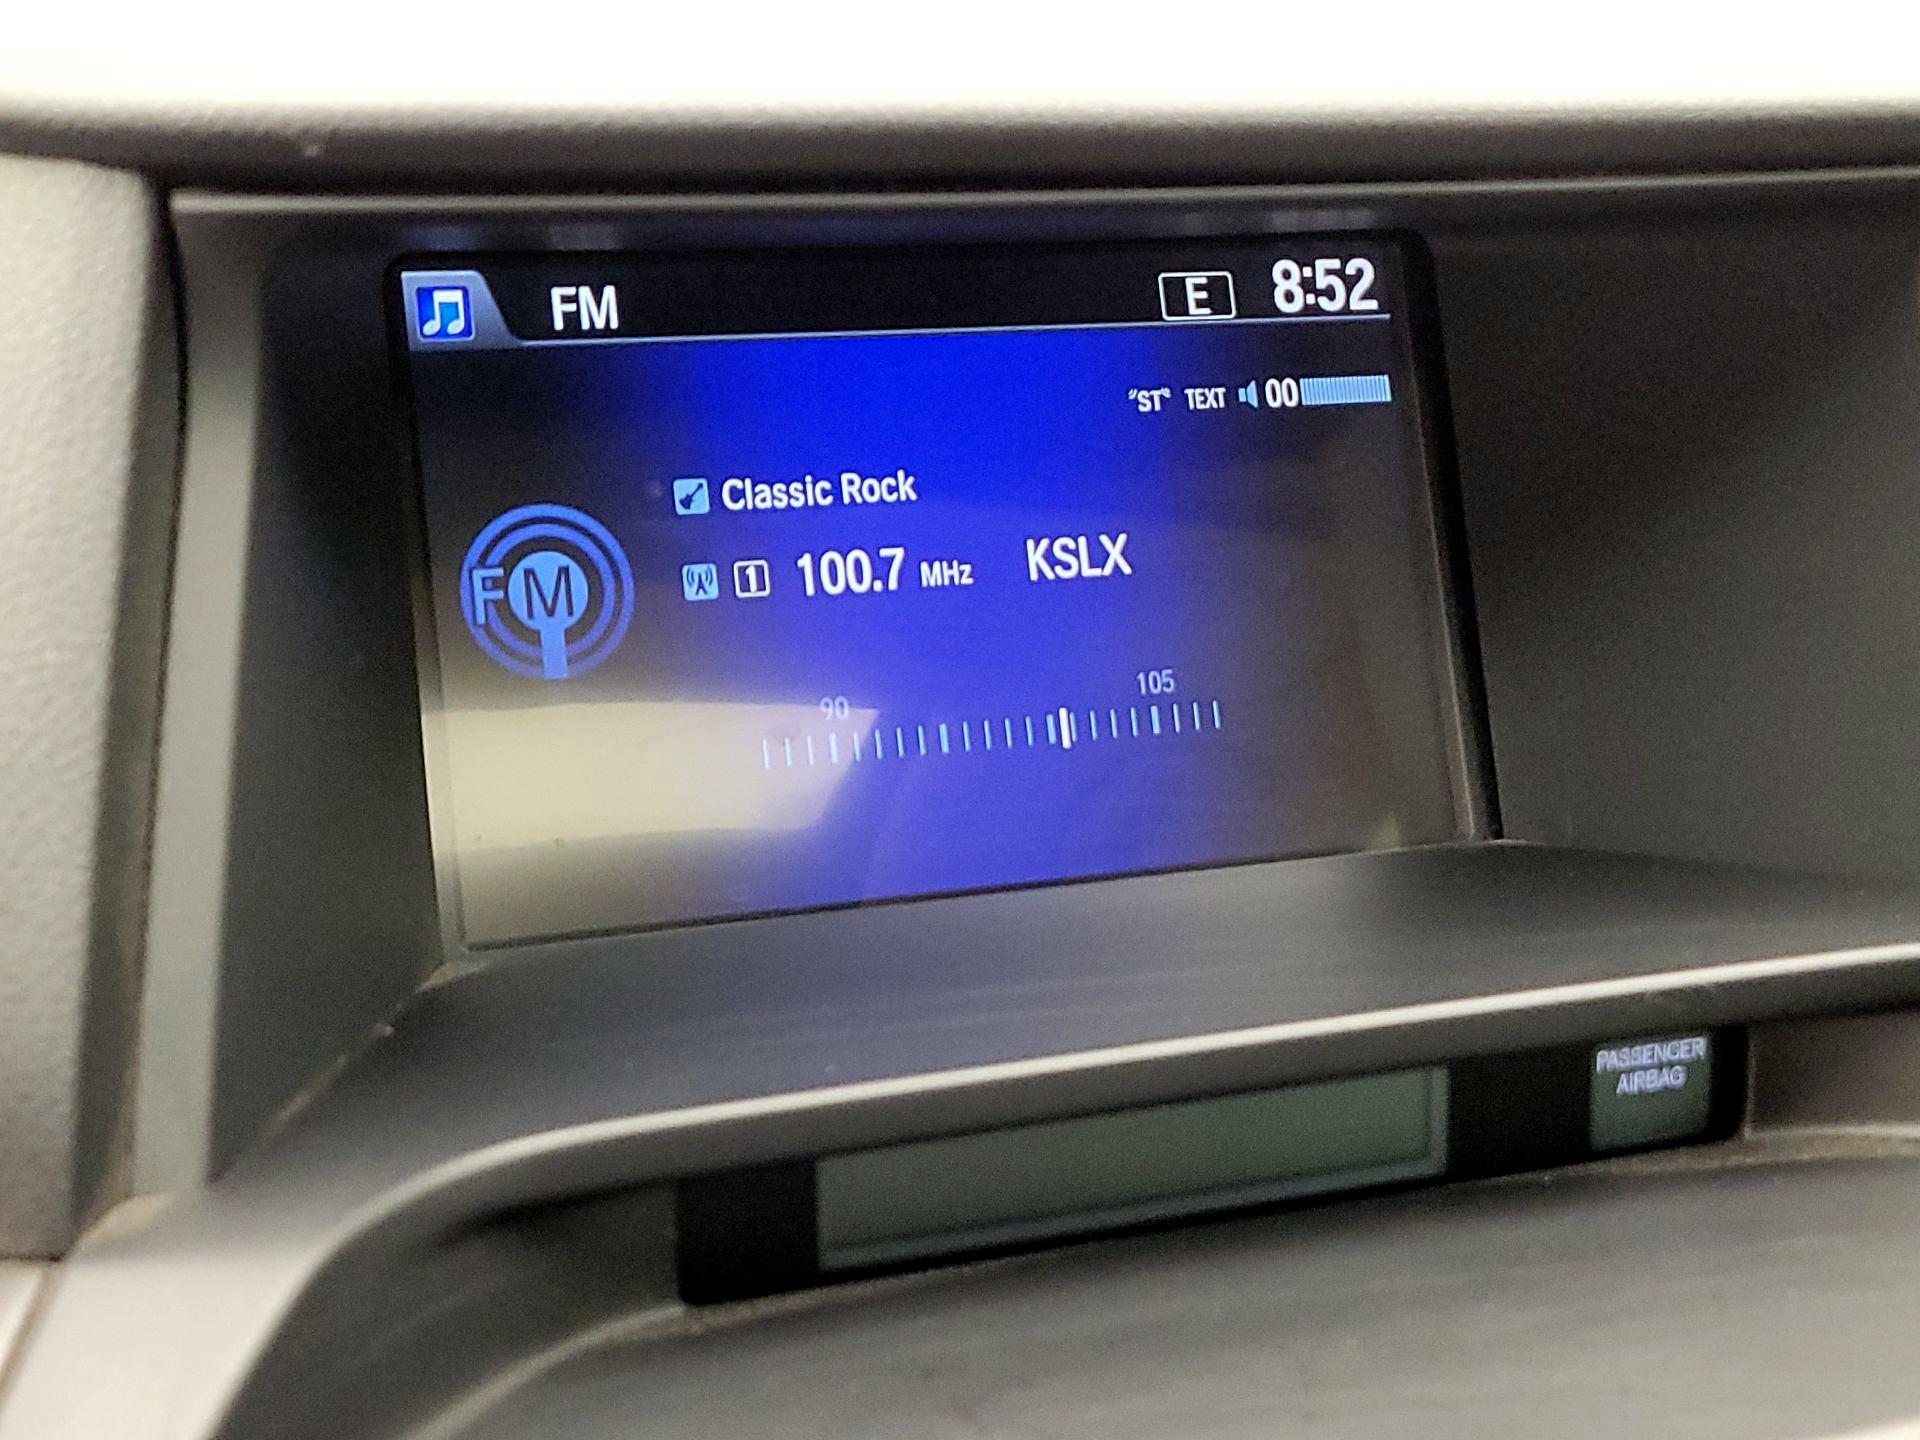 FM E 8:52
"ST" TEXT 00
Classic Rock
FM 1 100.7 MHz KSLX
90 105
PASSENGER
AIRBAG